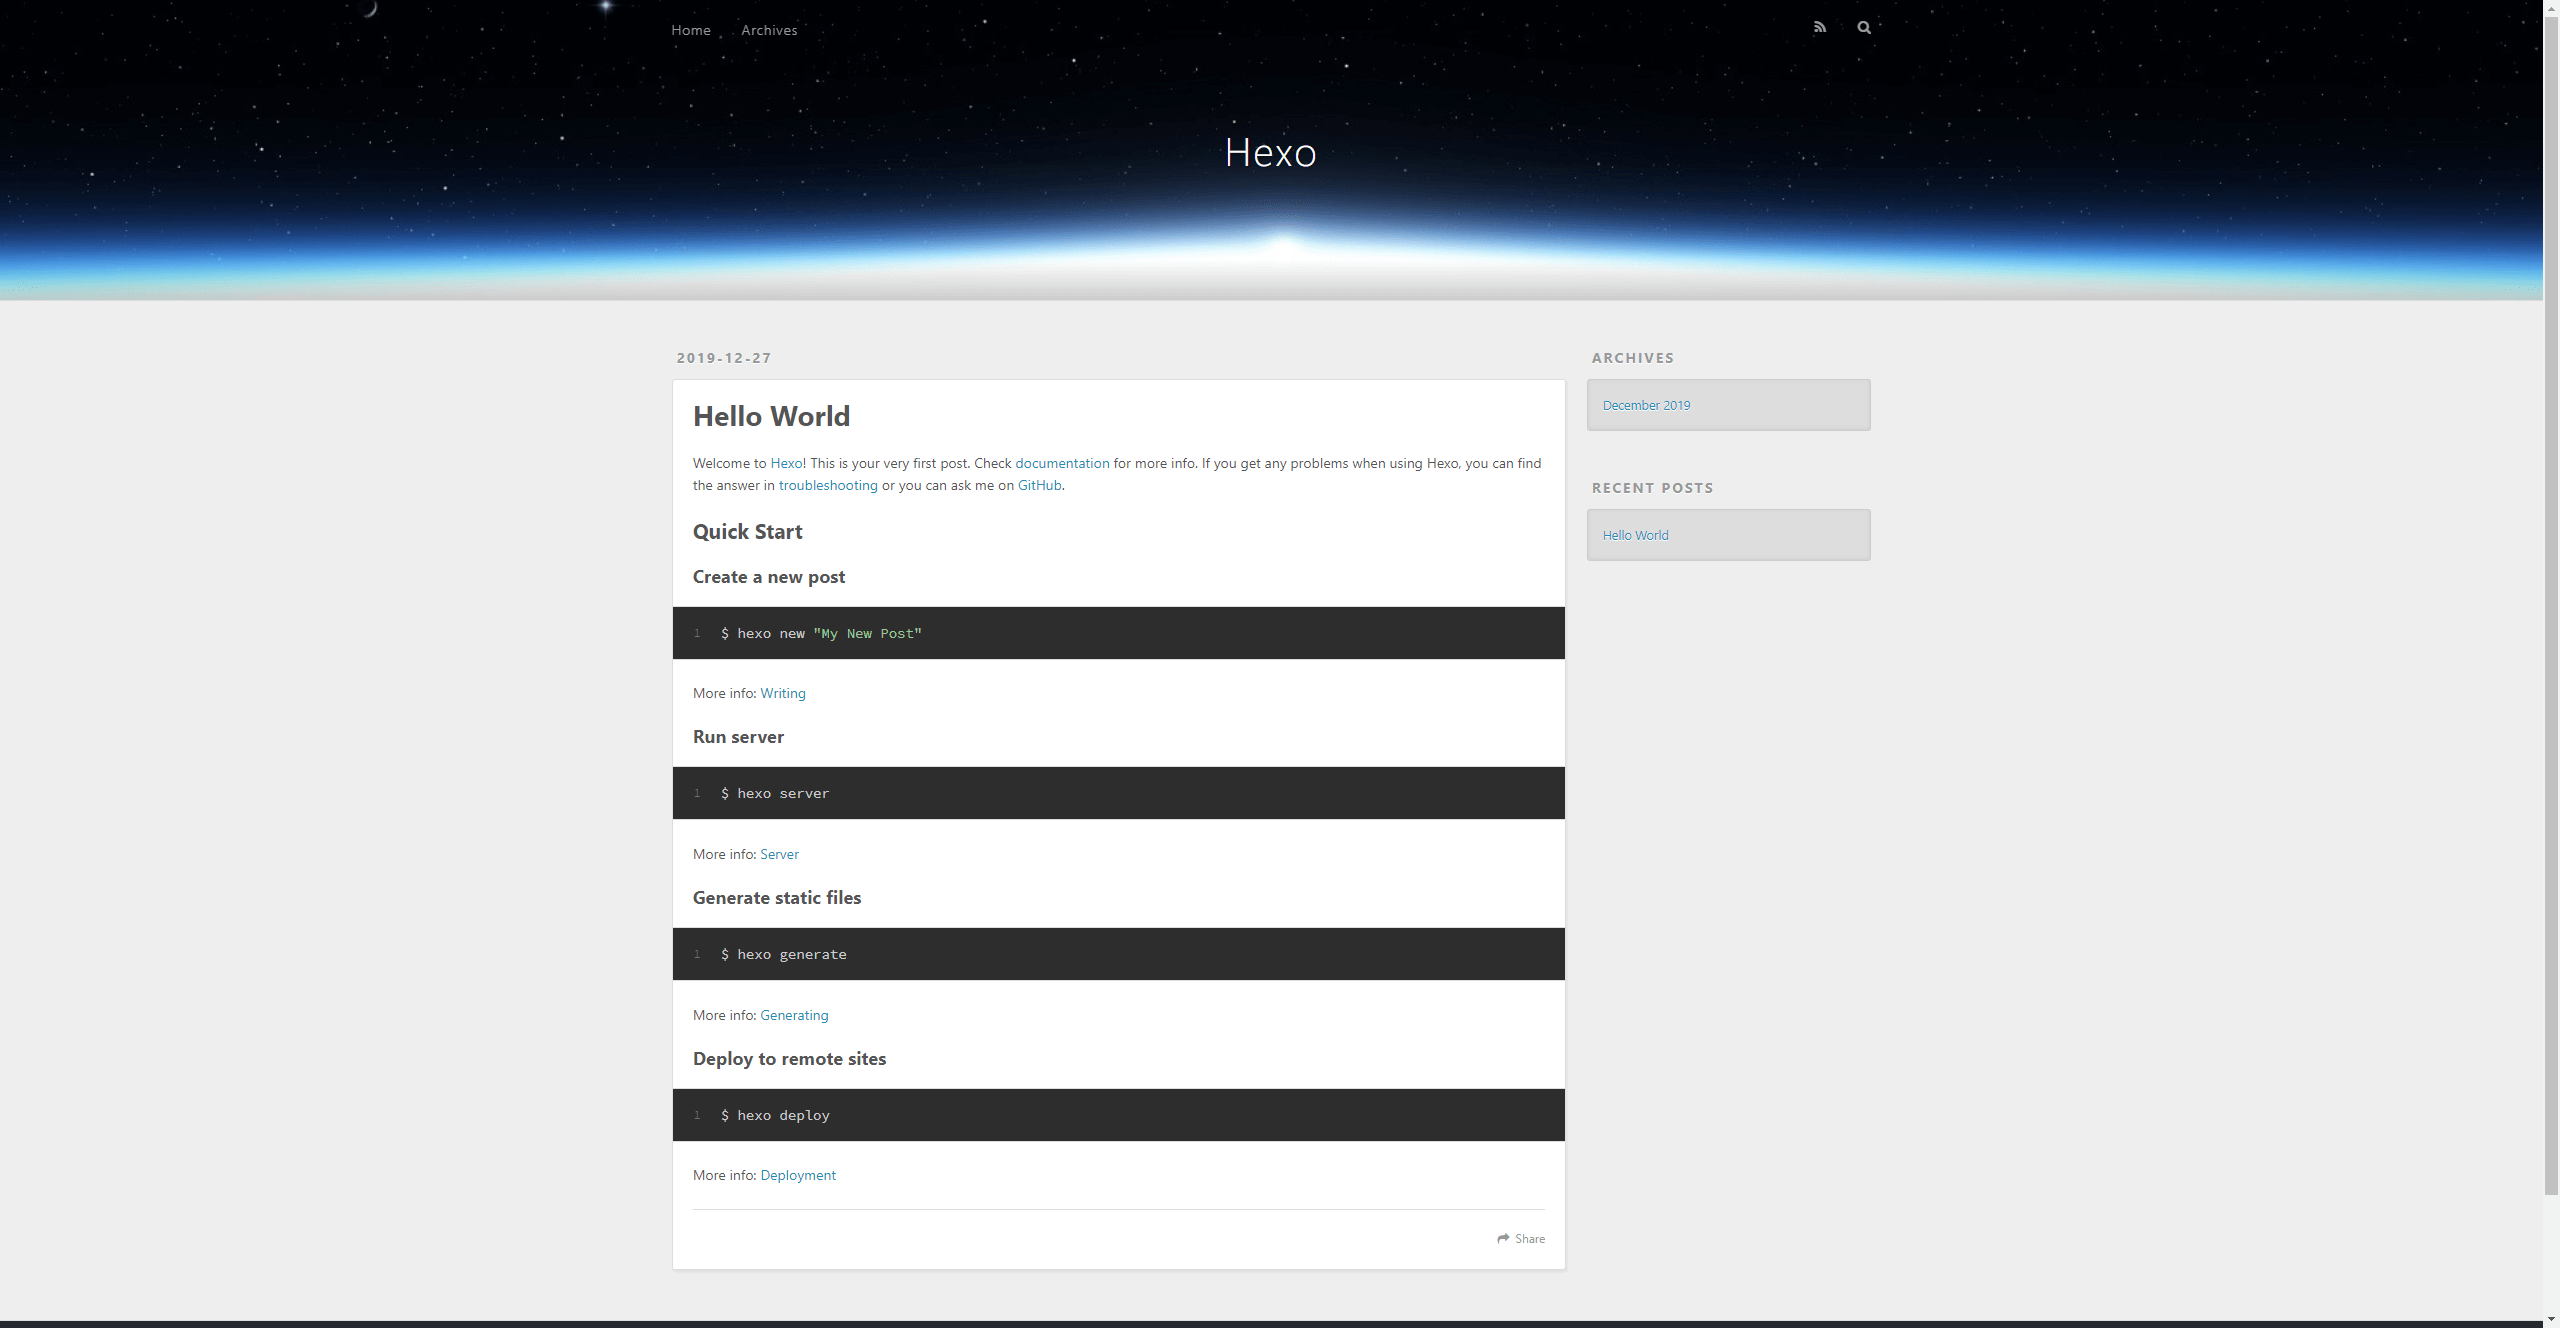 Home Archives
Hexo
2019-12-27
Hello World
Welcome to Hexo! This is your very first post. Check documentation for more info. If you get any problems when using Hexo, you can find
the answer in troubleshooting or you can ask me on GitHub.
Quick Start
Create a new post
1 $ hexo new "My New Post"
More info: Writing
Run server
1 $ hexo server
More info: Server
Generate static files
1 $ hexo generate
More info: Generating
Deploy to remote sites
1 $ hexo deploy
More info: Deployment
Share
ARCHIVES
December 2019
RECENT POSTS
Hello World